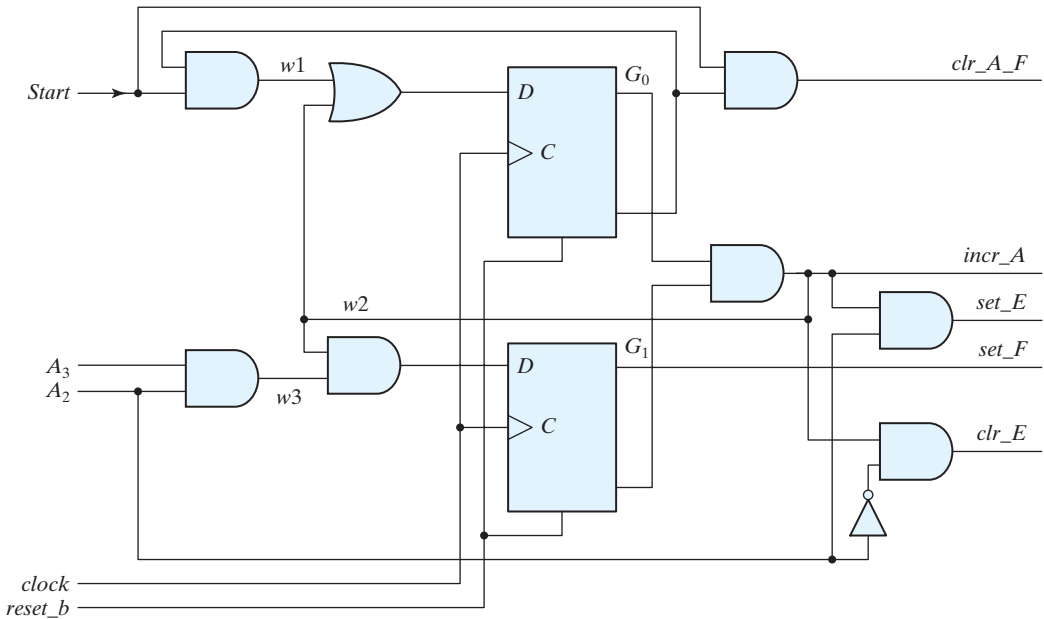 w1
clr_A_F
Start
D
G0
C
incr_A
w2
set_E
G1
set_F
A3
D
A2
w3
C
clr_E
clock
reset_b